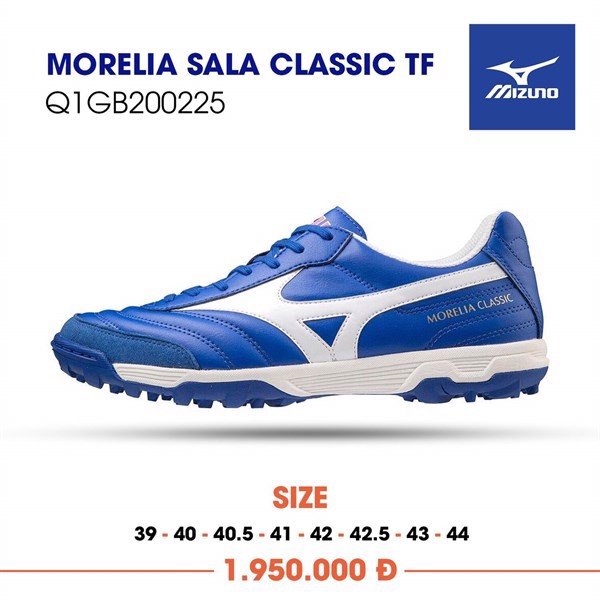 MORELIA SALA CLASSIC TF
Q1GB200225
MIZUNO
MORELIA CLASSIC
SIZE
39 - 40 - 40.5 - 41 - 42 - 42.5 - 43 - 44
1.950.000 Đ